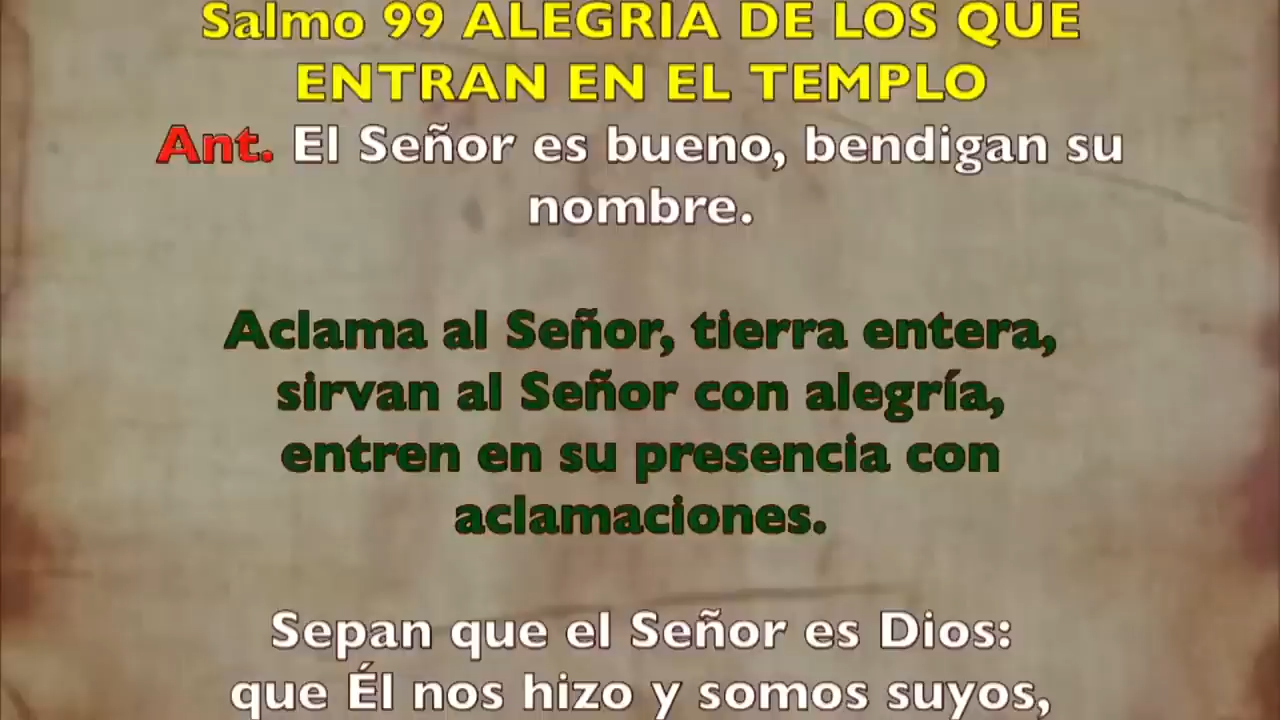 Salmo 99 ALEGRÍA DE LOS QUE
ENTRAN EN EL TEMPLO
Ant. El Señor es bueno, bendigan su
nombre.
Aclama al Señor, tierra entera,
sirvan al Señor con alegría,
entren en su presencia con
aclamaciones.
Sepan que el Señor es Dios:
que Él nos hizo y somos suyos,